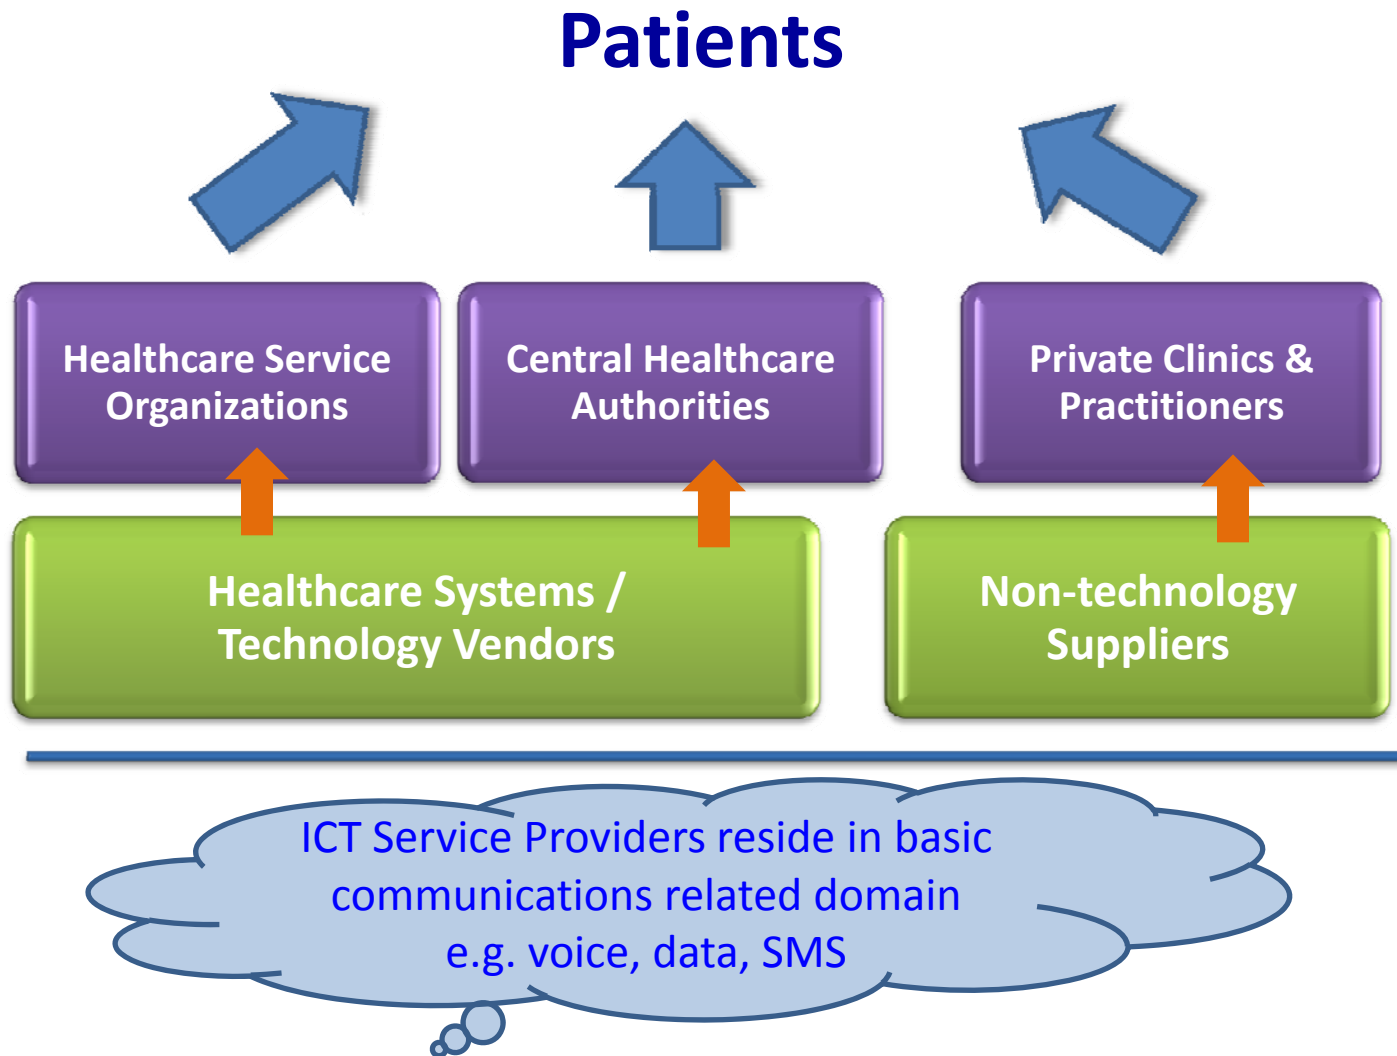 Patients
Healthcare Service
Organizations
Central Healthcare
Authorities
Private Clinics &
Practitioners
Healthcare Systems /
Technology Vendors
Non-technology
Suppliers
ICT Service Providers reside in basic
communications related domain
e.g. voice, data, SMS